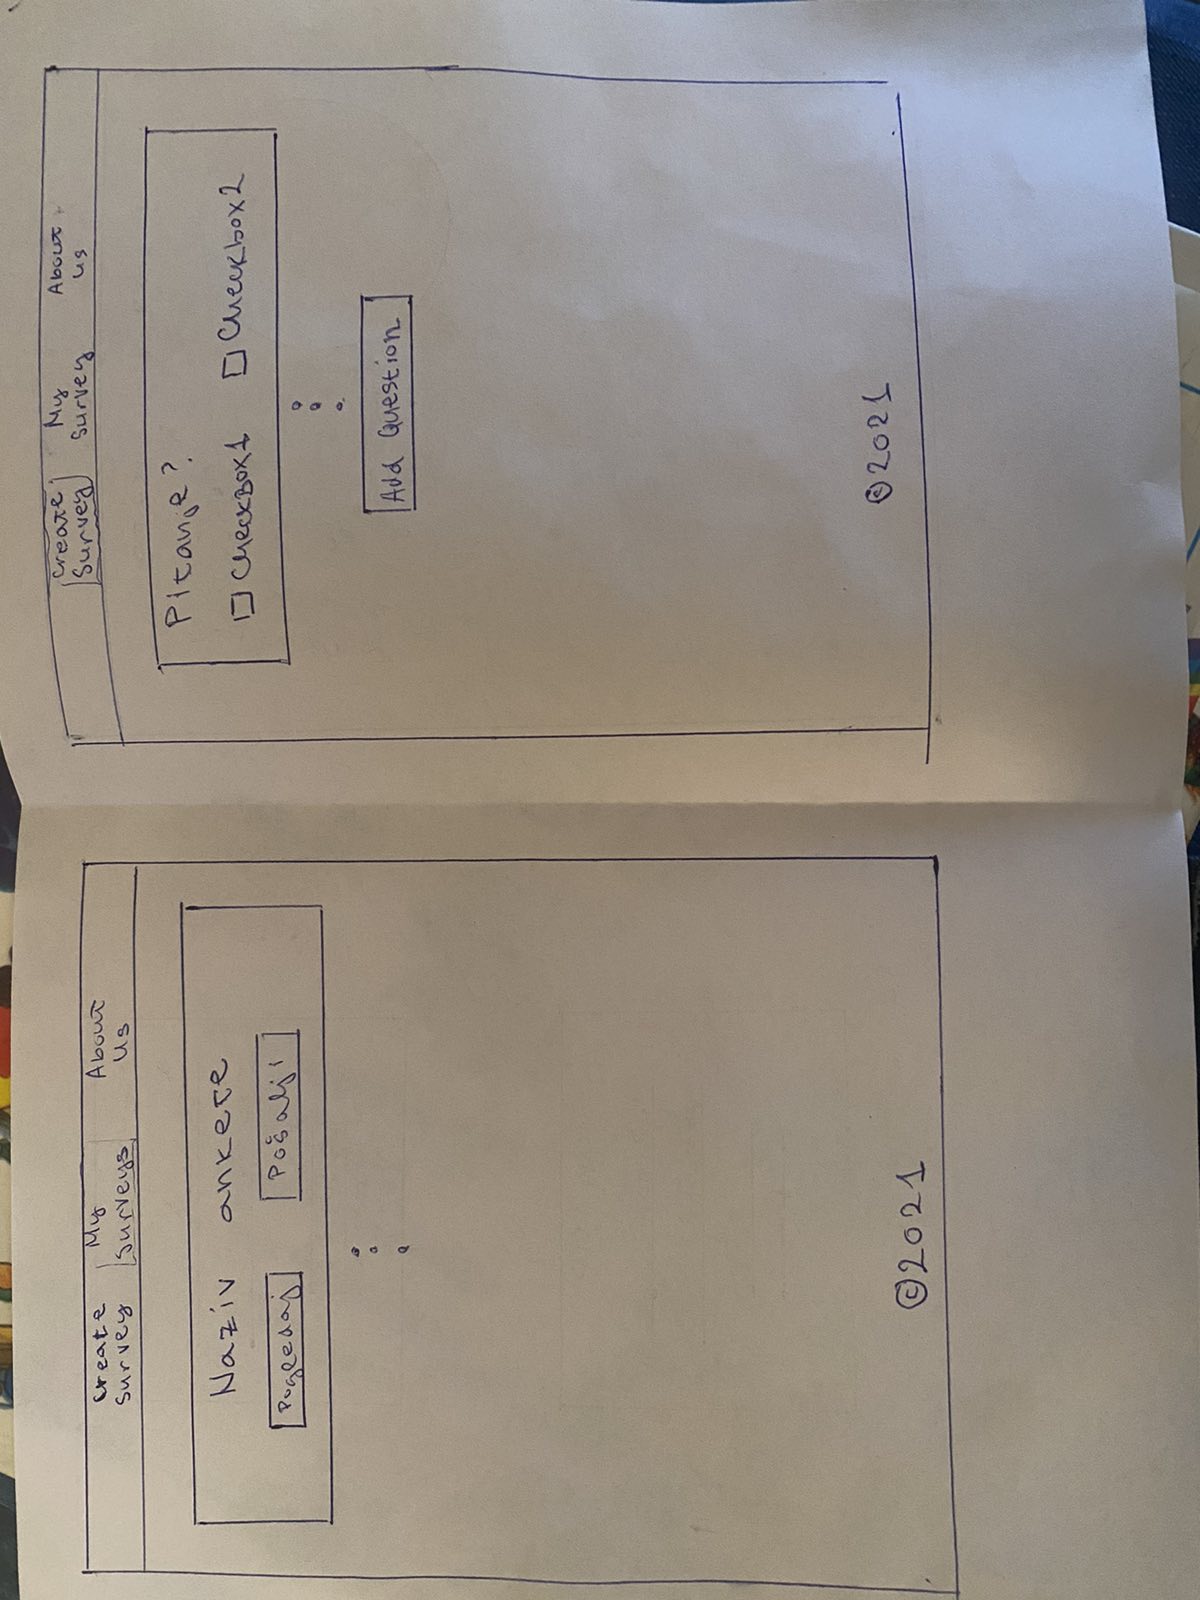 Create My About
Survey Surveys Us
Naziv ankete
Pogledaj Pošalji
©2021
Create My About
Survey Survey Us
Pitanje?
Checkbox1 Checkbox2
Add Question
©2021